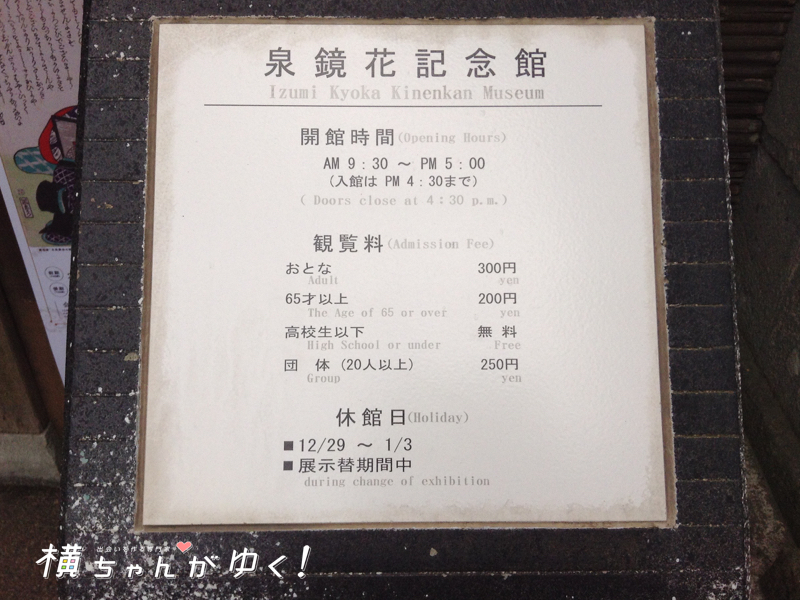 泉鏡花記念館
Izumi Kyoka Kinenkan Museum
開館時間(Opening Hours)
AM 9:30 ～ PM 5:00
(入館は PM 4:30まで)
( Doors close at 4:30 p.m.)
観覧料(Admission Fee)
おとな 300円
Adult yen
65才以上 200円
The Age of 65 or over yen
高校生以下 無料
High School or under Free
団 体 (20人以上) 250円
Group yen
休館日(Holiday)
■12/29 ～ 1/3
■展示替期間中
during change of exhibition
横ちゃんがゆく!